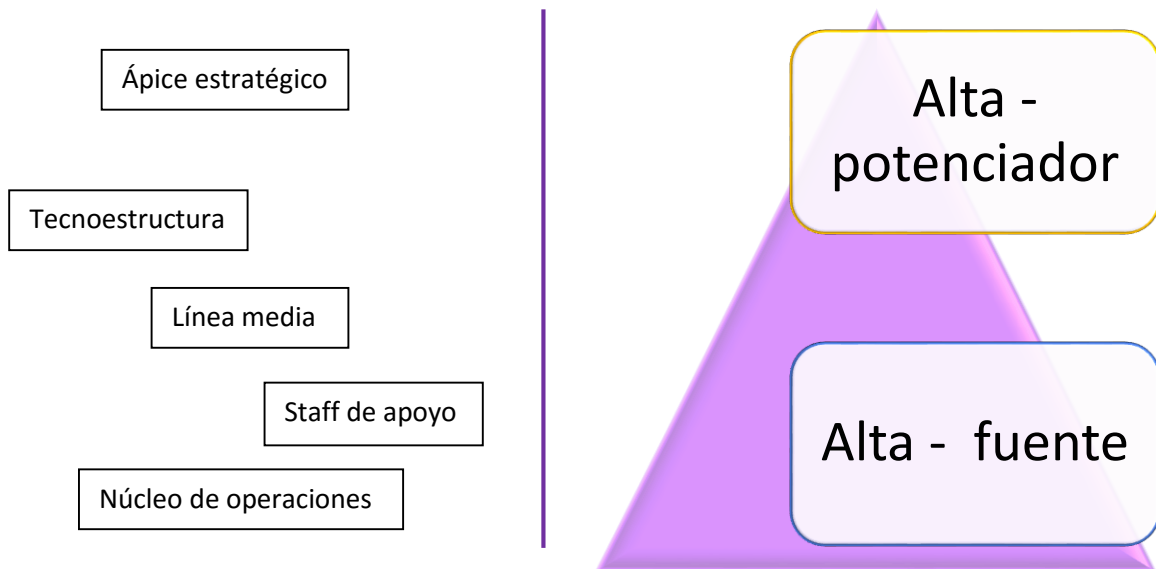 Ápice estratégico
Tecnoestructura
Línea media
Staff de apoyo
Núcleo de operaciones
Alta -
potenciador
Alta - fuente